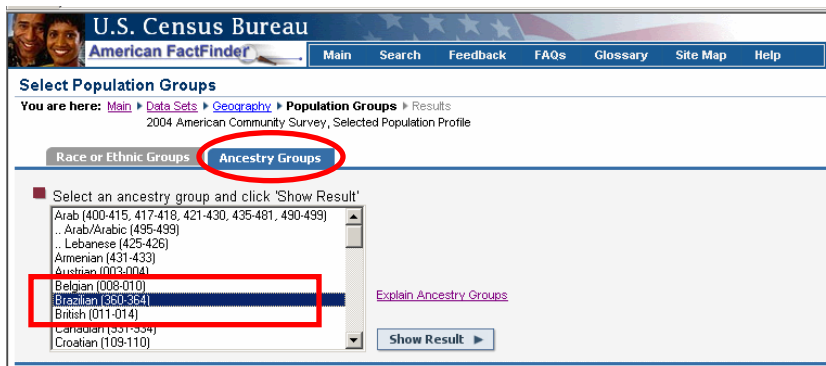 U.S. Census Bureau
American FactFinder
Main Search Feedback FAQs Glossary Site Map Help
Select Population Groups
You are here: Main ▶ Data Sets ▶ Geography ▶ Population Groups ▶ Results
2004 American Community Survey, Selected Population Profile
Race or Ethnic Groups Ancestry Groups
Select an ancestry group and click 'Show Result'
Arab (400-415, 417-418, 421-430, 435-481, 490-499)
.. Arab/Arabic (495-499)
.. Lebanese (425-426)
Armenian (431-433)
Austrian (003-004)
Belgian (008-010)
Brazilian (360-364)
British (011-014)
Canadian (931-934)
Croatian (109-110)
Explain Ancestry Groups
Show Result ▶